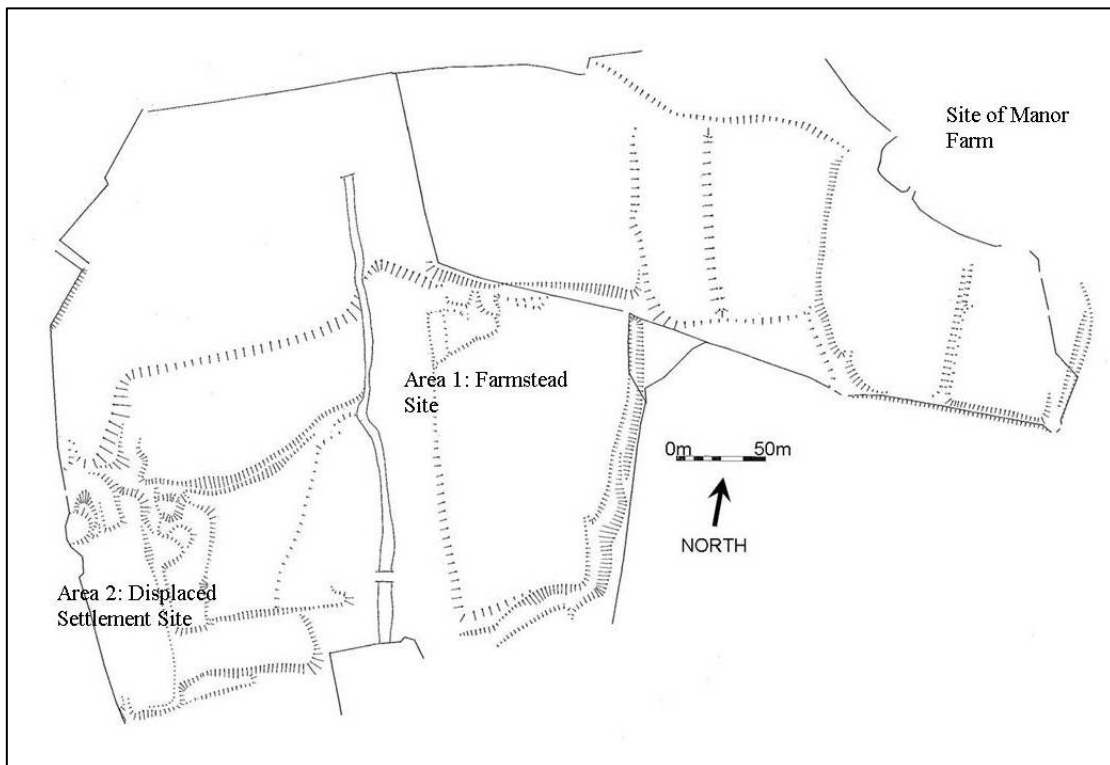 Site of Manor
Farm
Area 1: Farmstead
Site
0m 50m
NORTH
Area 2: Displaced
Settlement Site